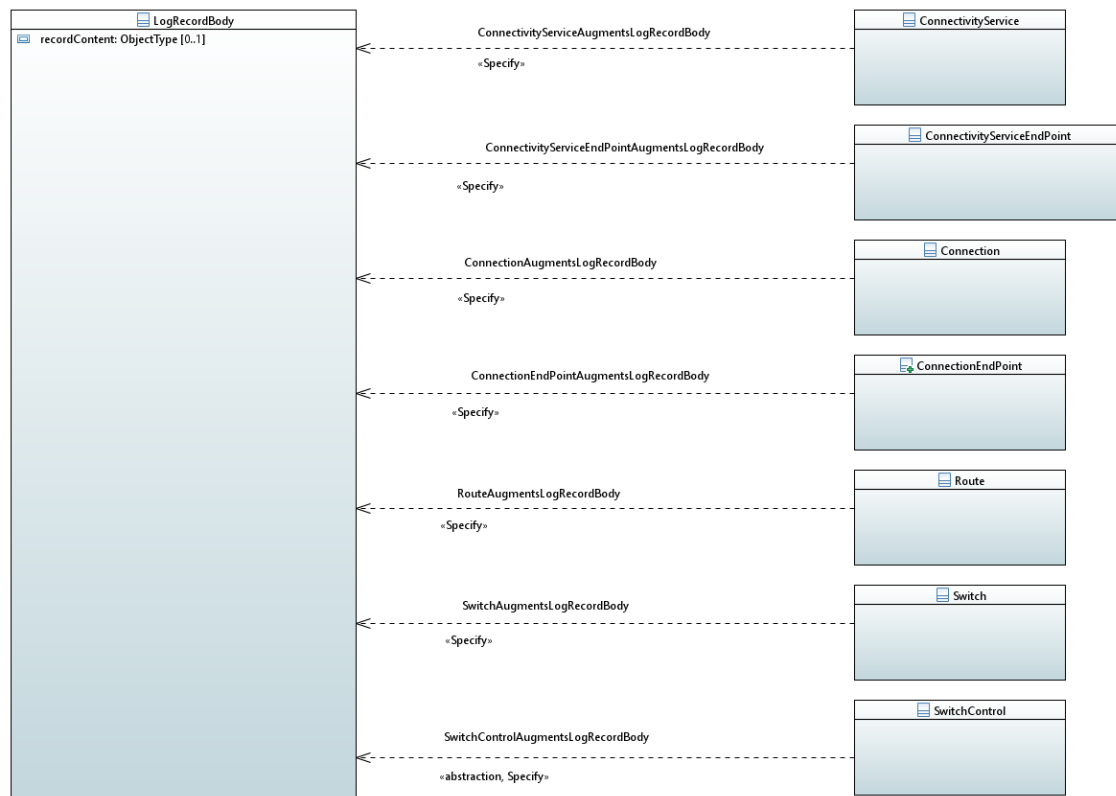 LogRecordBody
recordContent: ObjectType [0..1]
ConnectivityServiceAugmentsLogRecordBody
«Specify»
ConnectivityService
ConnectivityServiceEndPointAugmentsLogRecordBody
«Specify»
ConnectivityServiceEndPoint
ConnectionAugmentsLogRecordBody
«Specify»
Connection
ConnectionEndPointAugmentsLogRecordBody
«Specify»
ConnectionEndPoint
RouteAugmentsLogRecordBody
«Specify»
Route
SwitchAugmentsLogRecordBody
«Specify»
Switch
SwitchControlAugmentsLogRecordBody
«abstraction, Specify»
SwitchControl